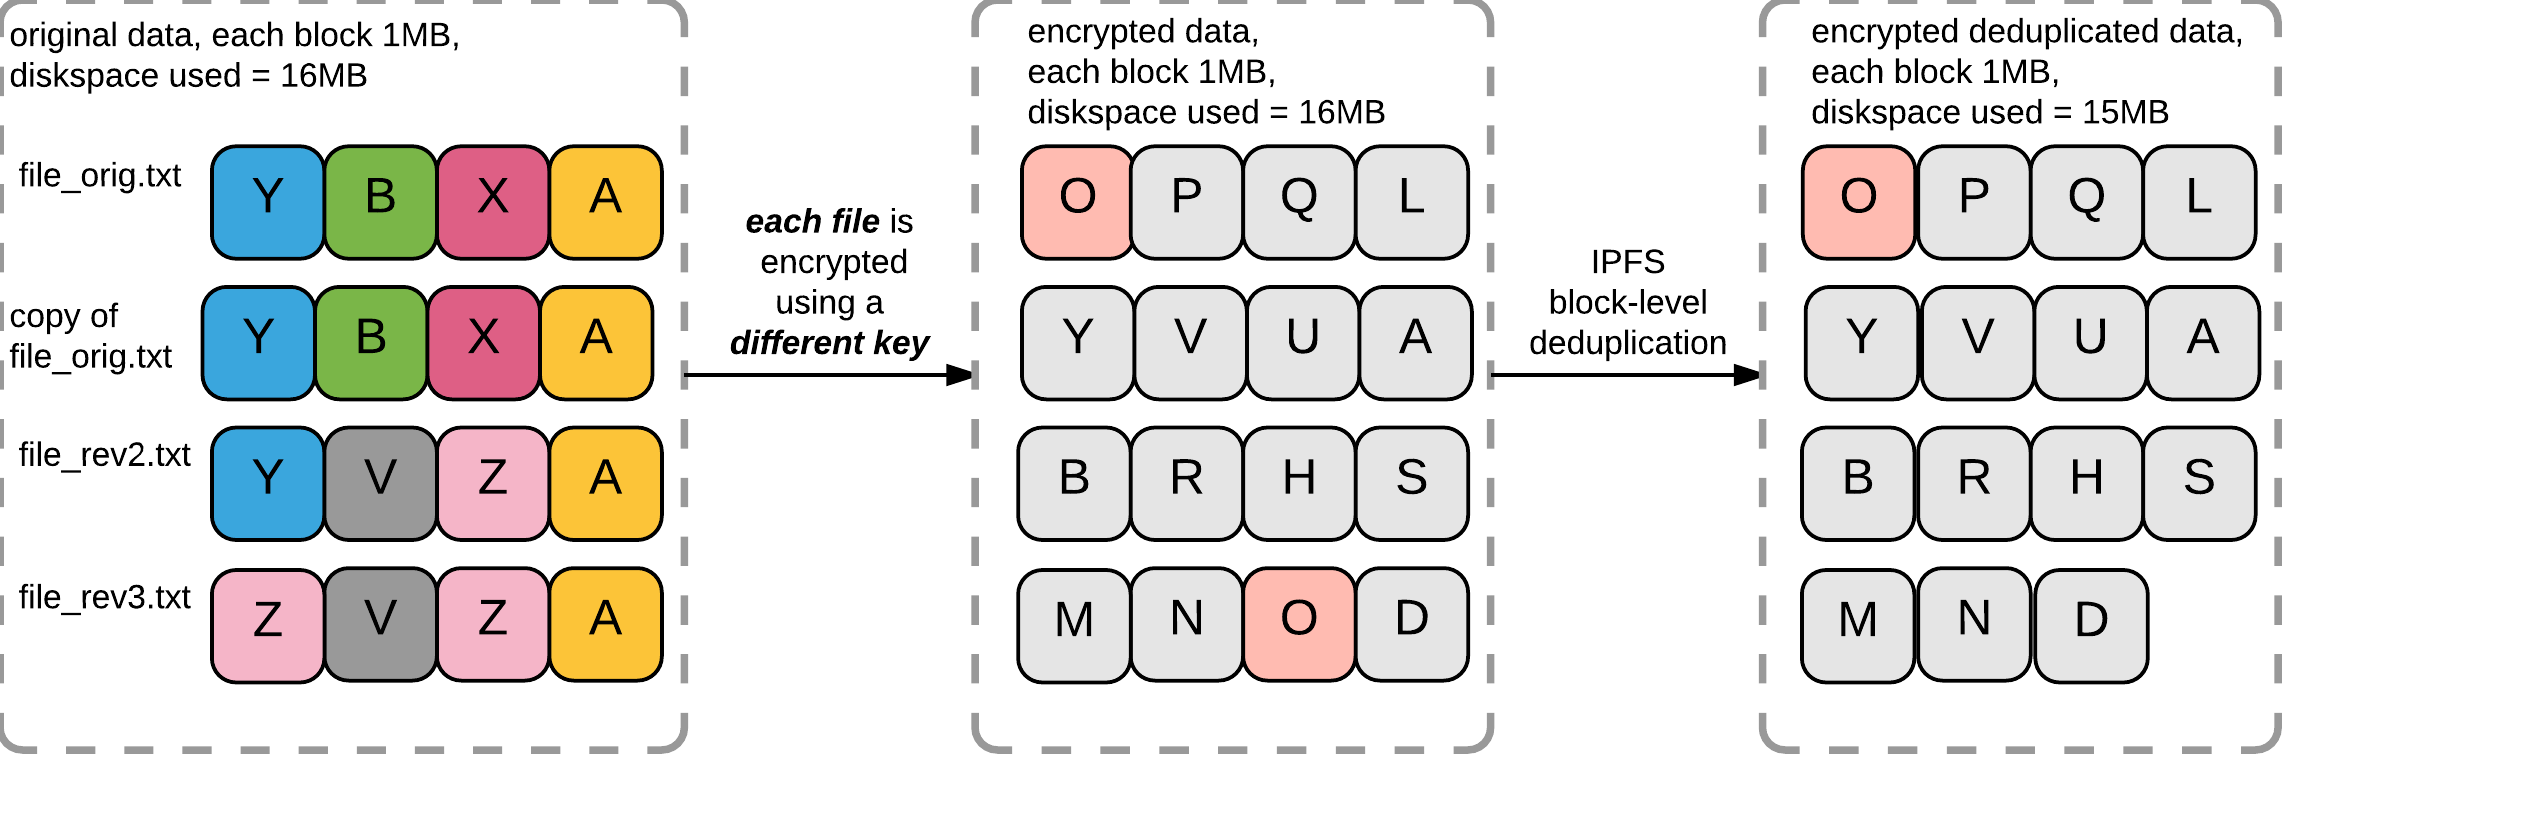 original data, each block 1MB,
diskspace used = 16MB
file_orig.txt
Y B X A
copy of
file_orig.txt
Y B X A
file_rev2.txt
Y V Z A
file_rev3.txt
Z V Z A
each file is
encrypted
using a
different key
encrypted data,
each block 1MB,
diskspace used = 16MB
O P Q L
Y V U A
B R H S
M N O D
IPFS
block-level
deduplication
encrypted deduplicated data,
each block 1MB,
diskspace used = 15MB
O P Q L
Y V U A
B R H S
M N D